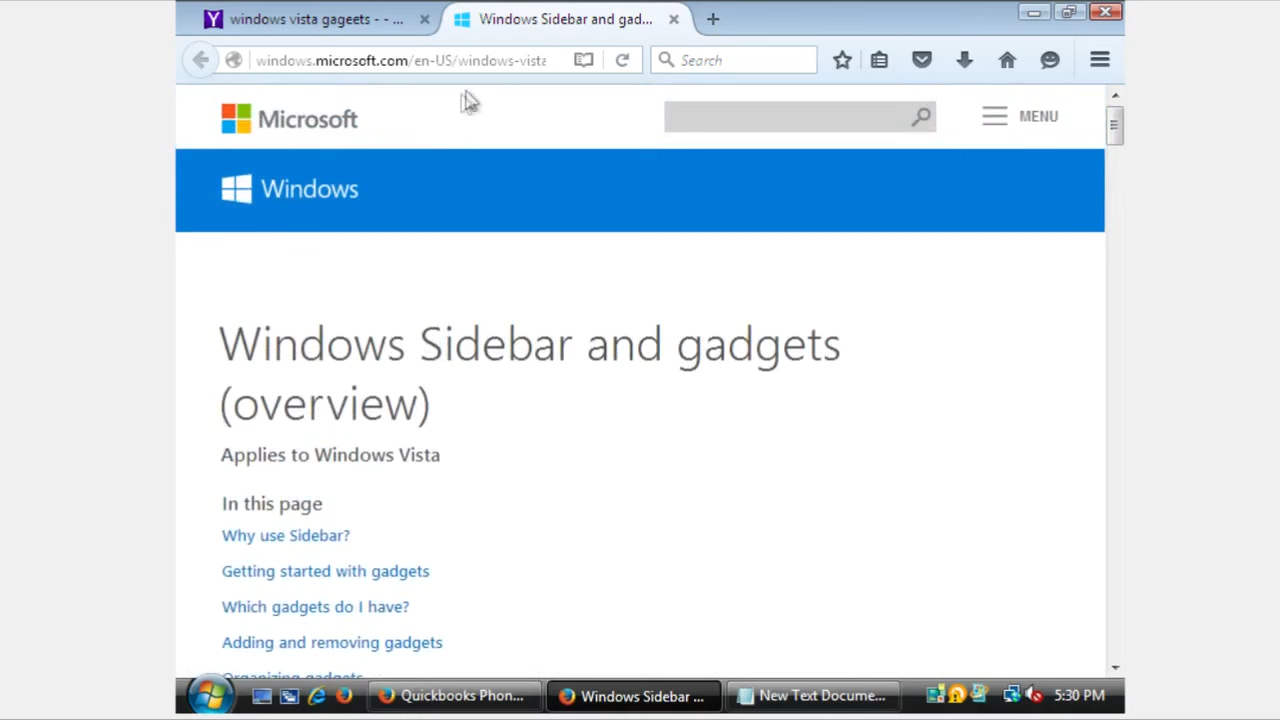 windows vista gageets - - ...
Windows Sidebar and gad...
windows.microsoft.com/en-US/windows-vista
Search
Microsoft
MENU
Windows
Windows Sidebar and gadgets
(overview)
Applies to Windows Vista
In this page
Why use Sidebar?
Getting started with gadgets
Which gadgets do I have?
Adding and removing gadgets
Organizing gadgets
Quickbooks Phon...
Windows Sidebar ...
New Text Docume...
5:30 PM